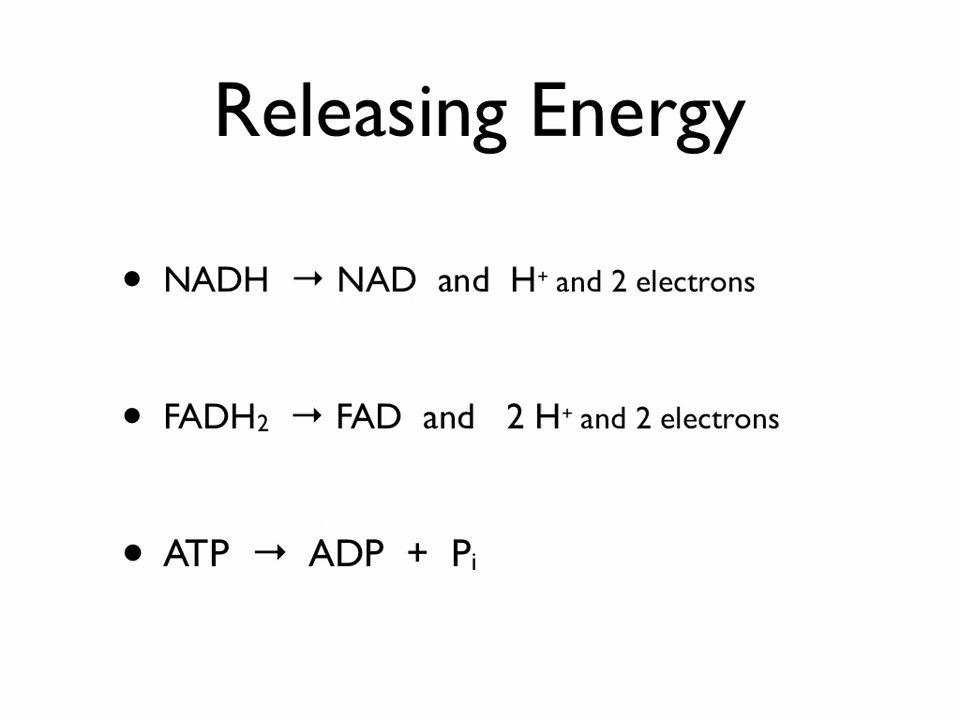 Releasing Energy
• NADH → NAD and H⁺ and 2 electrons
• FADH₂ → FAD and 2 H⁺ and 2 electrons
• ATP → ADP + Pᵢ